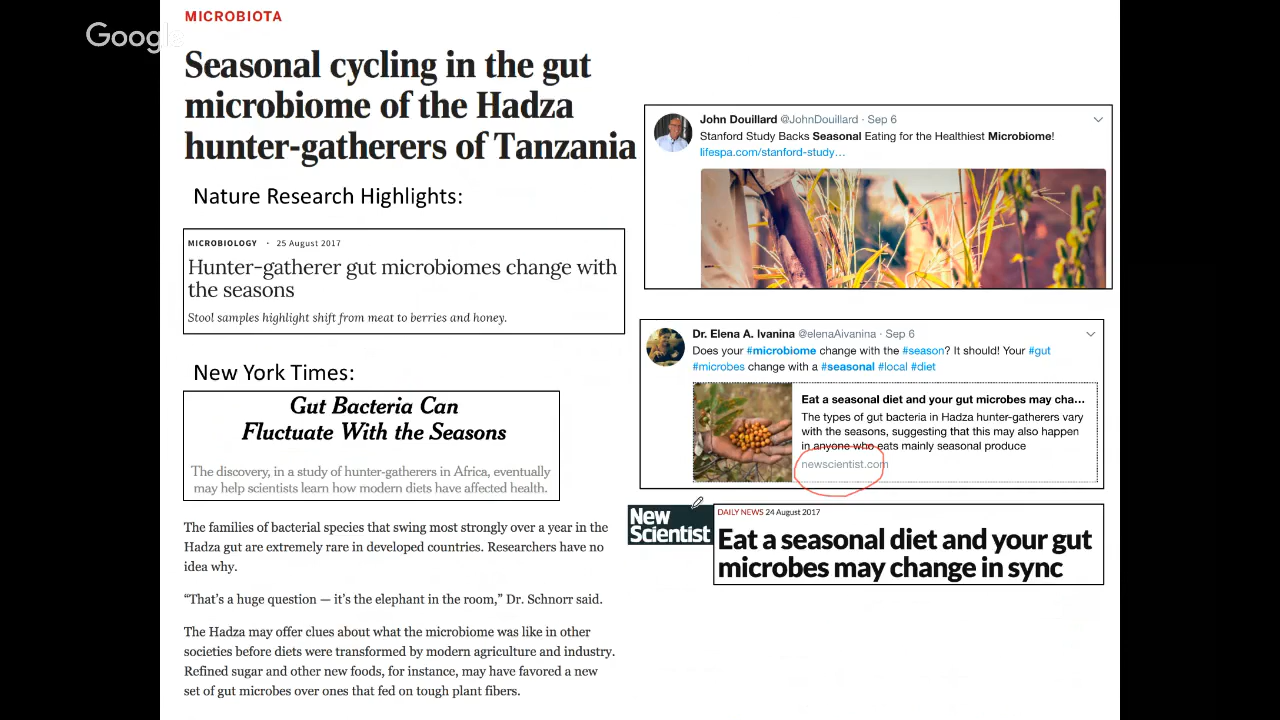 Google
MICROBIOTA
Seasonal cycling in the gut
microbiome of the Hadza
hunter-gatherers of Tanzania
Nature Research Highlights:
MICROBIOLOGY · 25 August 2017
Hunter-gatherer gut microbiomes change with
the seasons
Stool samples highlight shift from meat to berries and honey.
New York Times:
Gut Bacteria Can
Fluctuate With the Seasons
The discovery, in a study of hunter-gatherers in Africa, eventually
may help scientists learn how modern diets have affected health.
The families of bacterial species that swing most strongly over a year in the
Hadza gut are extremely rare in developed countries. Researchers have no
idea why.
“That’s a huge question — it’s the elephant in the room,” Dr. Schnorr said.
The Hadza may offer clues about what the microbiome was like in other
societies before diets were transformed by modern agriculture and industry.
Refined sugar and other new foods, for instance, may have favored a new
set of gut microbes over ones that fed on tough plant fibers.
John Douillard @JohnDouillard · Sep 6
Stanford Study Backs Seasonal Eating for the Healthiest Microbiome!
lifespa.com/stanford-study…
Dr. Elena A. Ivanina @elenaAivanina · Sep 6
Does your #microbiome change with the #season? It should! Your #gut
#microbes change with a #seasonal #local #diet
Eat a seasonal diet and your gut microbes may cha...
The types of gut bacteria in Hadza hunter-gatherers vary
with the seasons, suggesting that this may also happen
in anyone who eats mainly seasonal produce
newscientist.com
New
Scientist
DAILY NEWS 24 August 2017
Eat a seasonal diet and your gut
microbes may change in sync